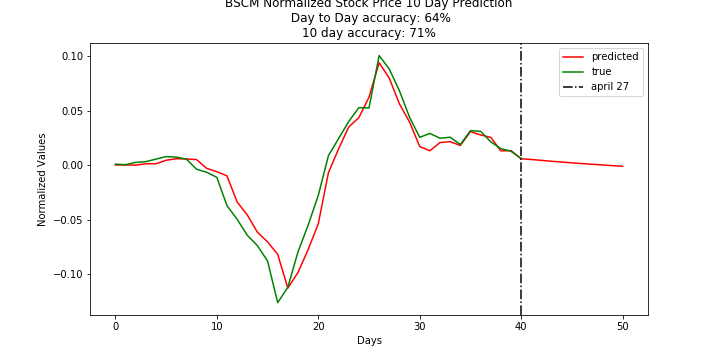 BSCM Normalized Stock Price 10 Day Prediction
Day to Day accuracy: 64%
10 day accuracy: 71%
predicted
true
april 27
0.10
0.05
0.00
−0.05
−0.10
Normalized Values
0
10
20
30
40
50
Days